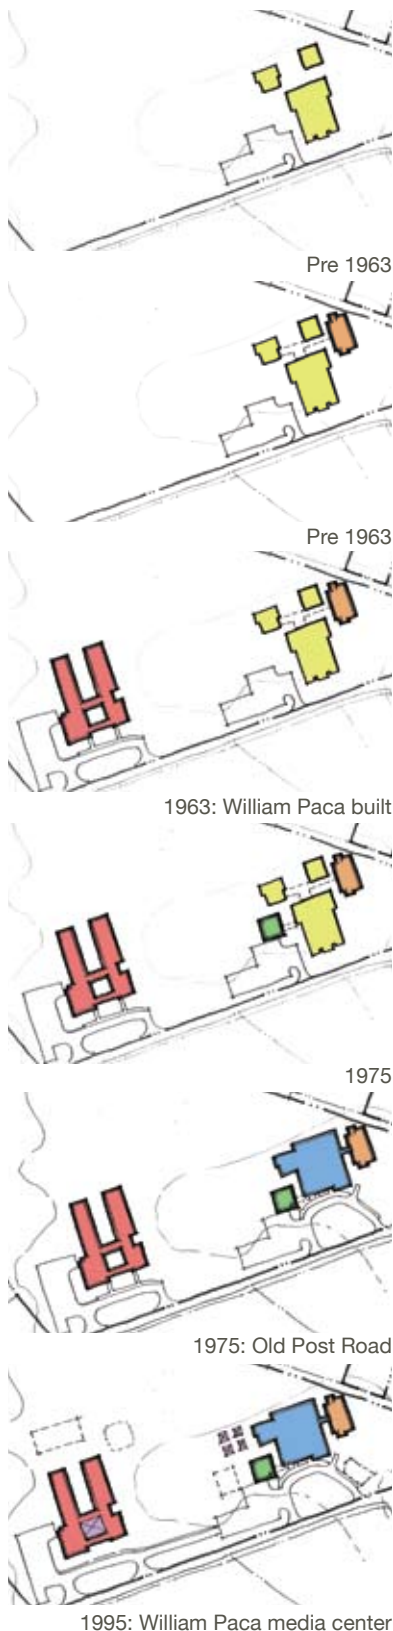 Pre 1963
Pre 1963
1963: William Paca built
1975
1975: Old Post Road
1995: William Paca media center